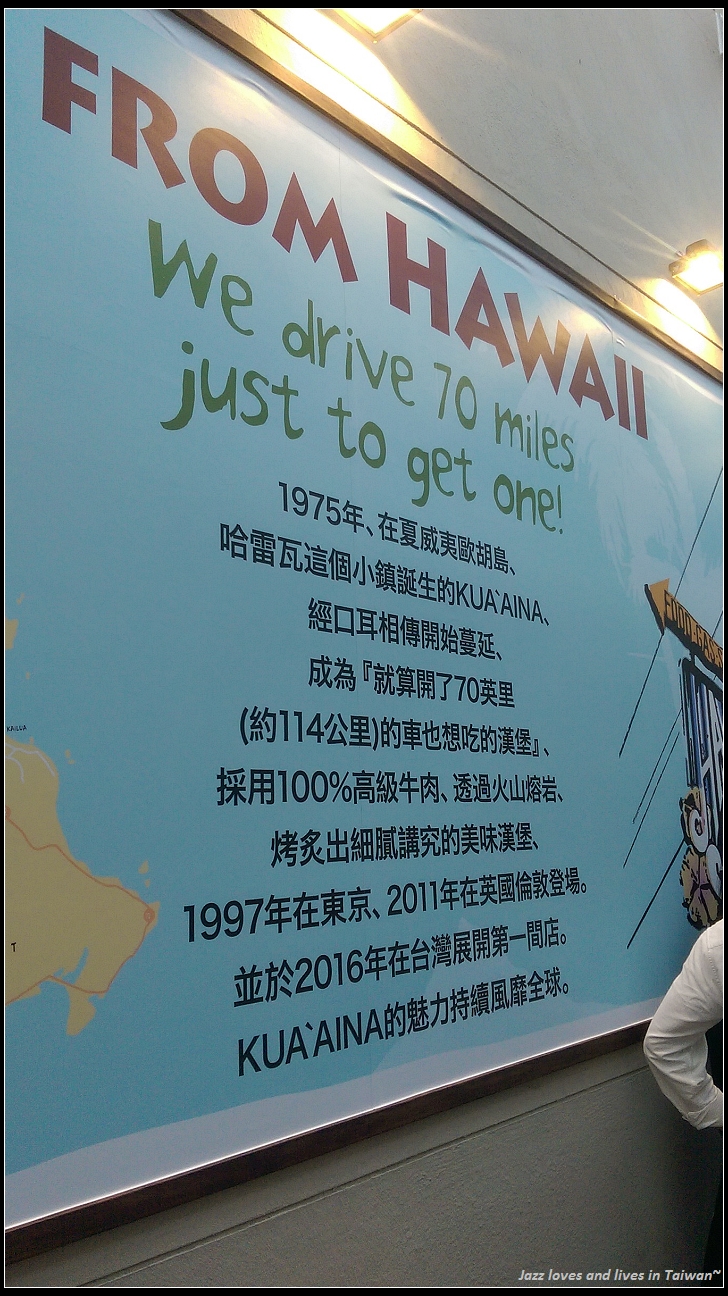 FROM HAWAII
We drive 70 miles
just to get one!
1975年、在夏威夷歐胡島、
哈雷瓦這個小鎮誕生的KUA`AINA、
經口耳相傳開始蔓延、
成為『就算開了70英里
(約114公里)的車也想吃的漢堡』、
採用100%高級牛肉、透過火山熔岩、
烤炙出細膩講究的美味漢堡、
1997年在東京、2011年在英國倫敦登場。
並於2016年在台灣展開第一間店。
KUA`AINA的魅力持續風靡全球。
KAILUA
T
Jazz loves and lives in Taiwan~